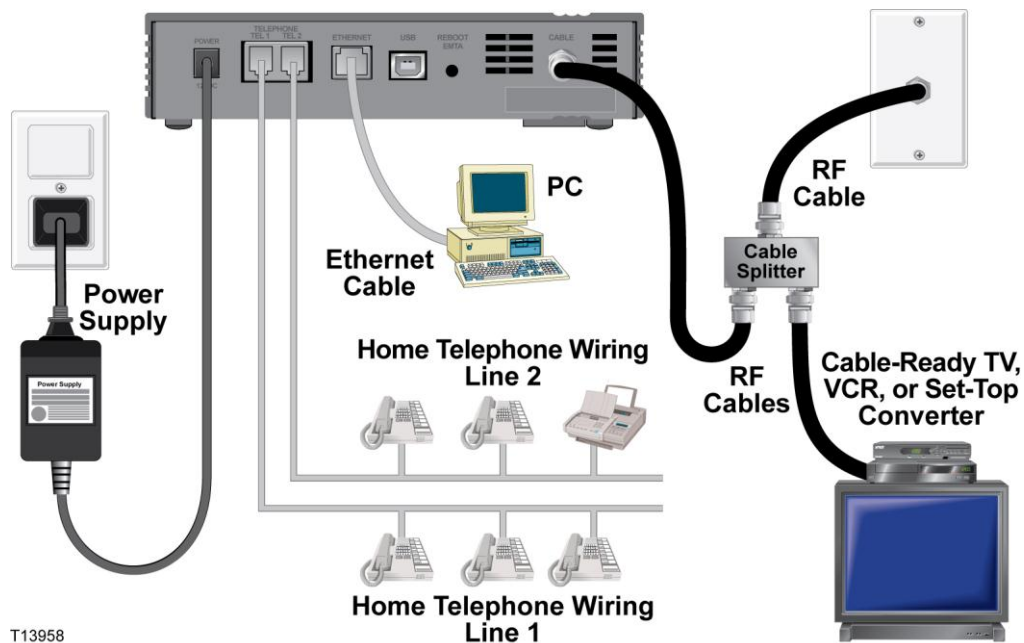 TELEPHONE
POWER
TEL 1
TEL 2
ETHERNET
USB
REBOOT
EMTA
CABLE
RF
Cable
PC
Cable
Splitter
Ethernet
Cable
Power
Supply
Power Supply
Home Telephone Wiring
Line 2
RF
Cables
Cable-Ready TV,
VCR, or Set-Top
Converter
Home Telephone Wiring
Line 1
T13958